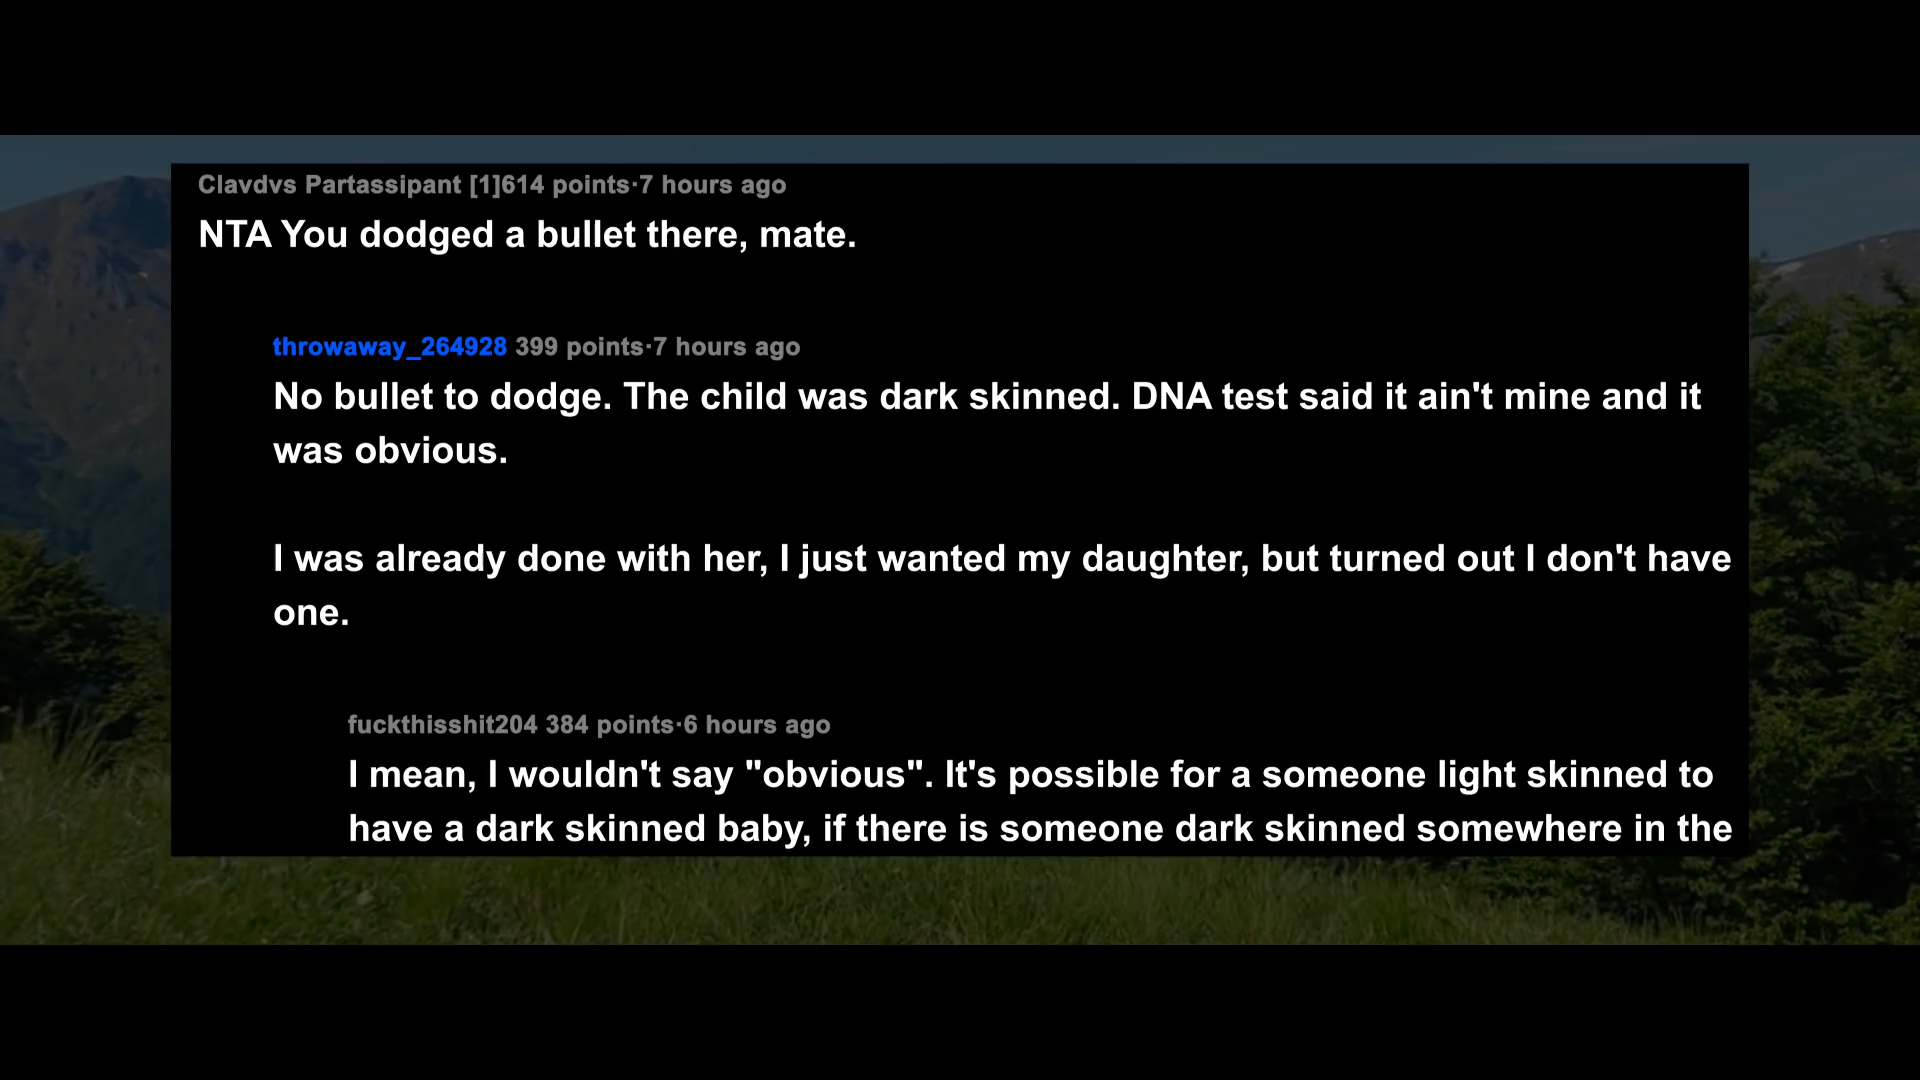 Clavdvs Partassipant [1]614 points·7 hours ago
NTA You dodged a bullet there, mate.
throwaway_264928 399 points·7 hours ago
No bullet to dodge. The child was dark skinned. DNA test said it ain't mine and it
was obvious.
I was already done with her, I just wanted my daughter, but turned out I don't have
one.
fuckthisshit204 384 points·6 hours ago
I mean, I wouldn't say "obvious". It's possible for a someone light skinned to
have a dark skinned baby, if there is someone dark skinned somewhere in the